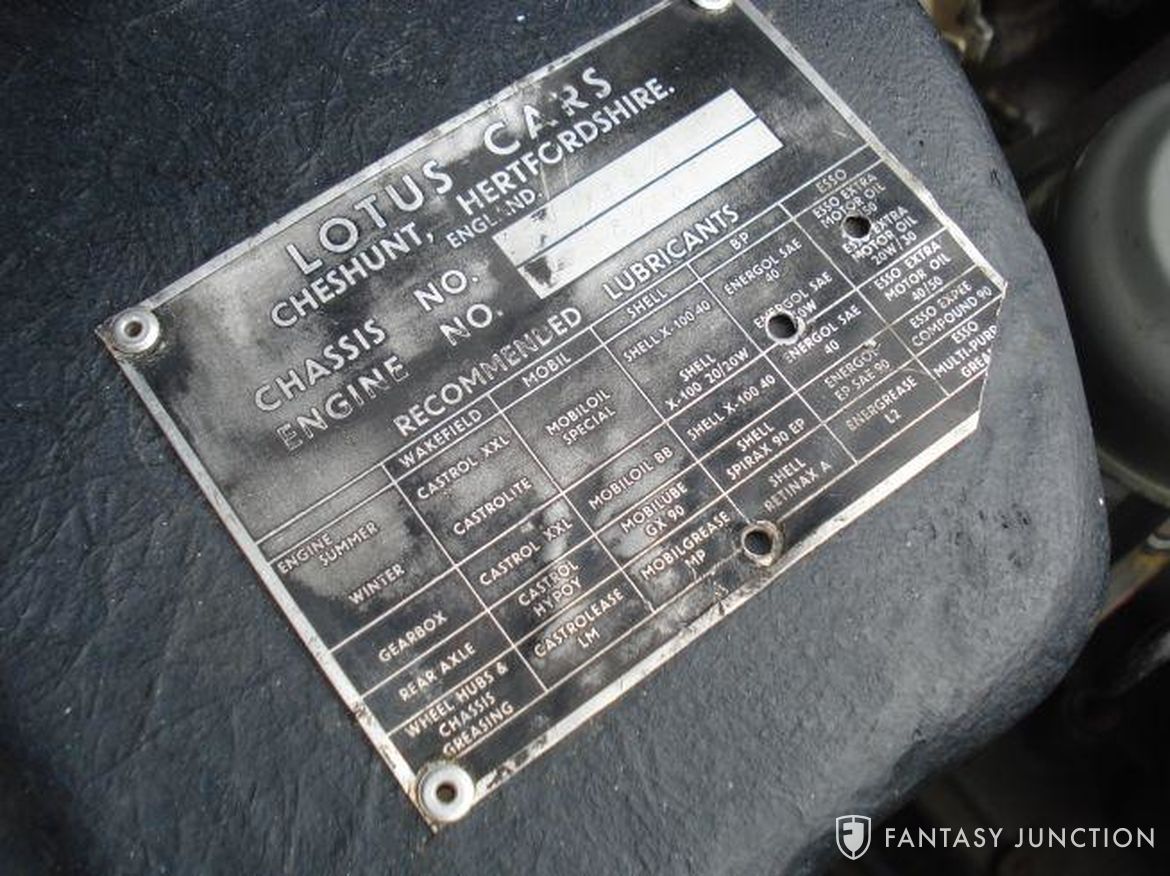 LOTUS CARS
CHESHUNT, HERTFORDSHIRE.
ENGLAND.
CHASSIS NO.
ENGINE NO.
RECOMMENDED LUBRICANTS
WAKEFIELD MOBIL SHELL BP ESSO
ENGINE SUMMER CASTROL XXL MOBILOIL SPECIAL SHELL X-100 40 ENERGOL SAE 40 ESSO EXTRA MOTOR OIL
WINTER CASTROLITE SHELL X-100 20/20W ENERGOL SAE EXTRA MOTOR OIL 20W/30
GEARBOX CASTROL XXL MOBILOIL BB SHELL X-100 40 ENERGOL SAE 40 ESSO EXTRA MOTOR OIL 40/50
REAR AXLE CASTROL HYPOY MOBILUBE GX 90 SHELL SPIRAX 90 EP ENERGOL EP SAE 90 ESSO EXPEE COMPOUND 90
WHEEL HUBS & CHASSIS GREASING CASTROLEASE LM MOBILGREASE MP SHELL RETINAX A ENERGREASE L2 ESSO
FANTASY JUNCTION